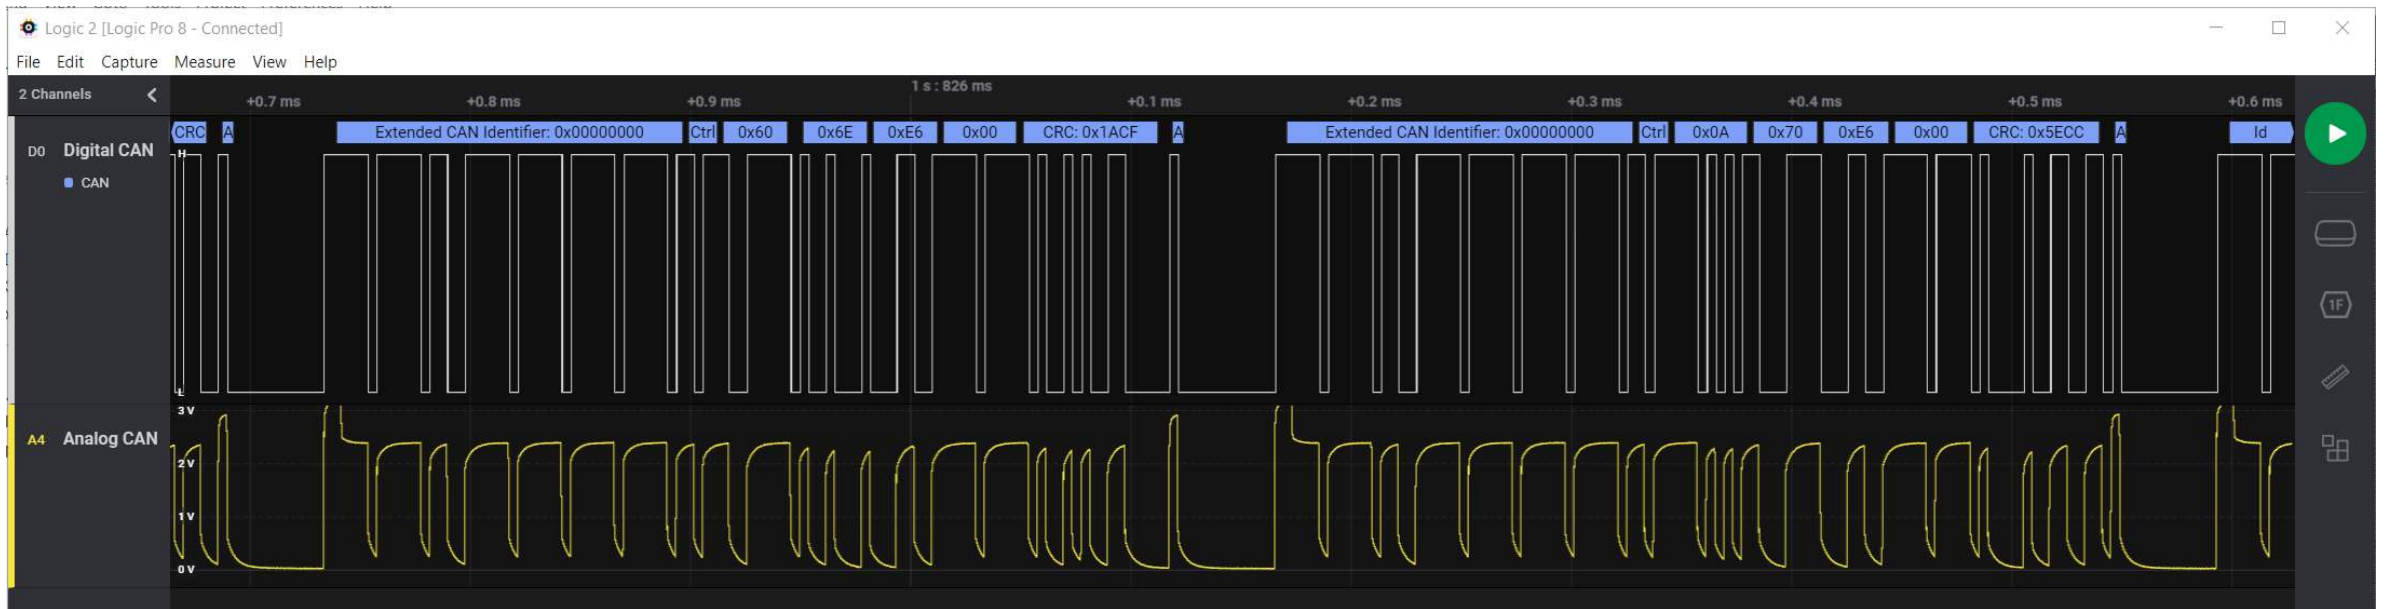 Logic 2 [Logic Pro 8 - Connected]
File Edit Capture Measure View Help
2 Channels
1 s : 826 ms
+0.7 ms +0.8 ms +0.9 ms +0.1 ms +0.2 ms +0.3 ms +0.4 ms +0.5 ms +0.6 ms
CRC A Extended CAN Identifier: 0x00000000 Ctrl 0x60 0x6E 0xE6 0x00 CRC: 0x1ACF A Extended CAN Identifier: 0x00000000 Ctrl 0x0A 0x70 0xE6 0x00 CRC: 0x5ECC A Id
D0 Digital CAN
H
CAN
L
3 V
A4 Analog CAN
2 V
1 V
0 V
1F